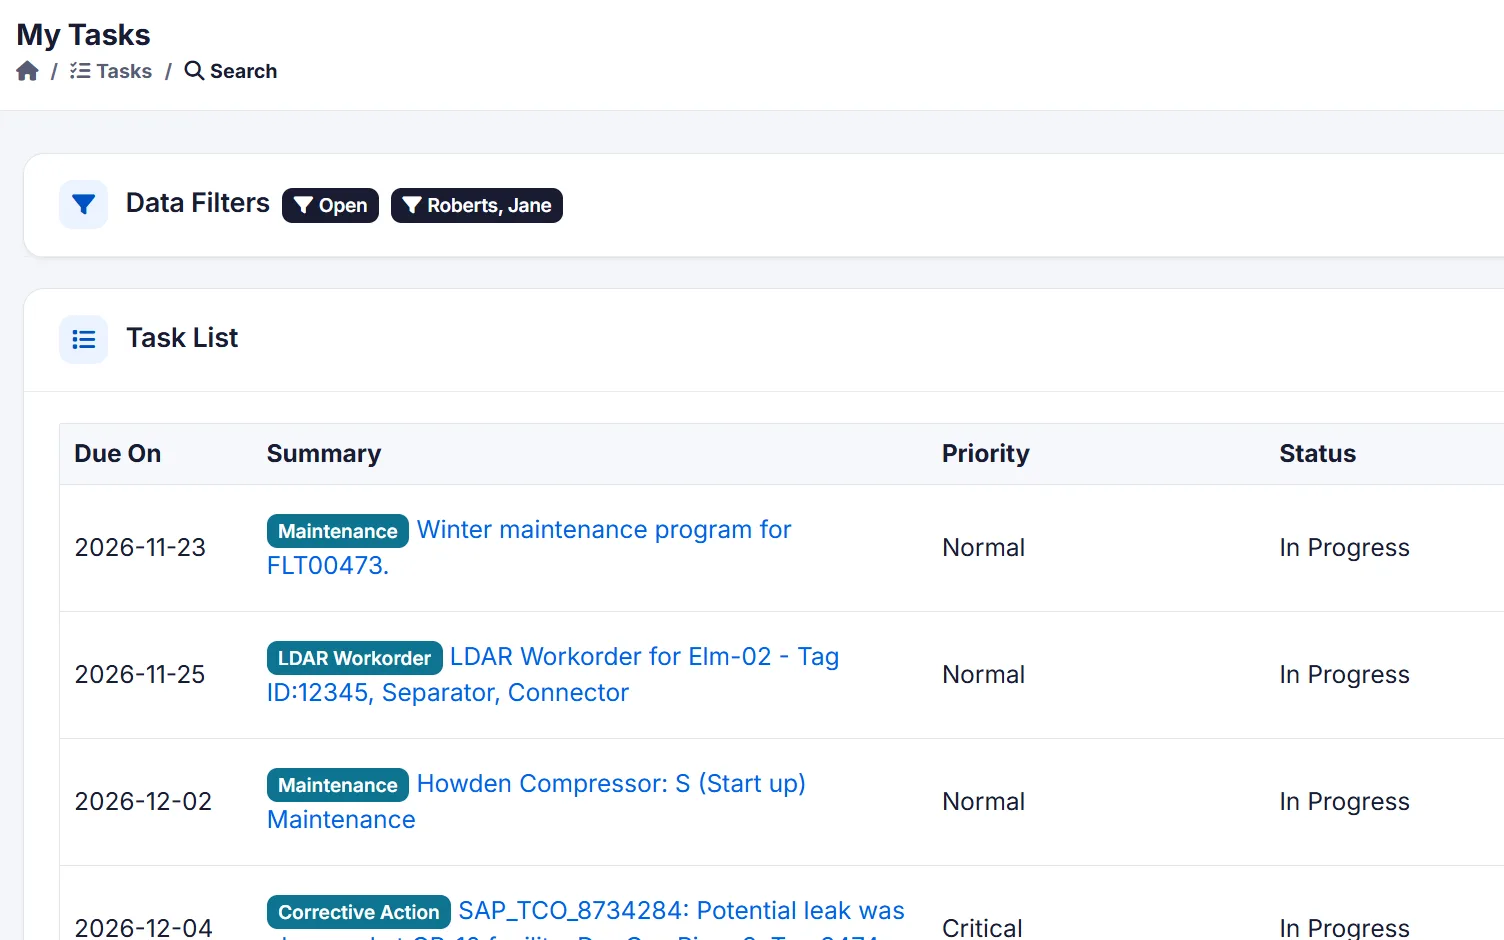 My Tasks
/ Tasks / Search
Data Filters Open Roberts, Jane
Task List
Due On Summary Priority Status
2026-11-23 Maintenance Winter maintenance program for FLT00473. Normal In Progress
2026-11-25 LDAR Workorder LDAR Workorder for Elm-02 - Tag ID:12345, Separator, Connector Normal In Progress
2026-12-02 Maintenance Howden Compressor: S (Start up) Maintenance Normal In Progress
2026-12-04 Corrective Action SAP_TCO_8734284: Potential leak was Critical In Progress